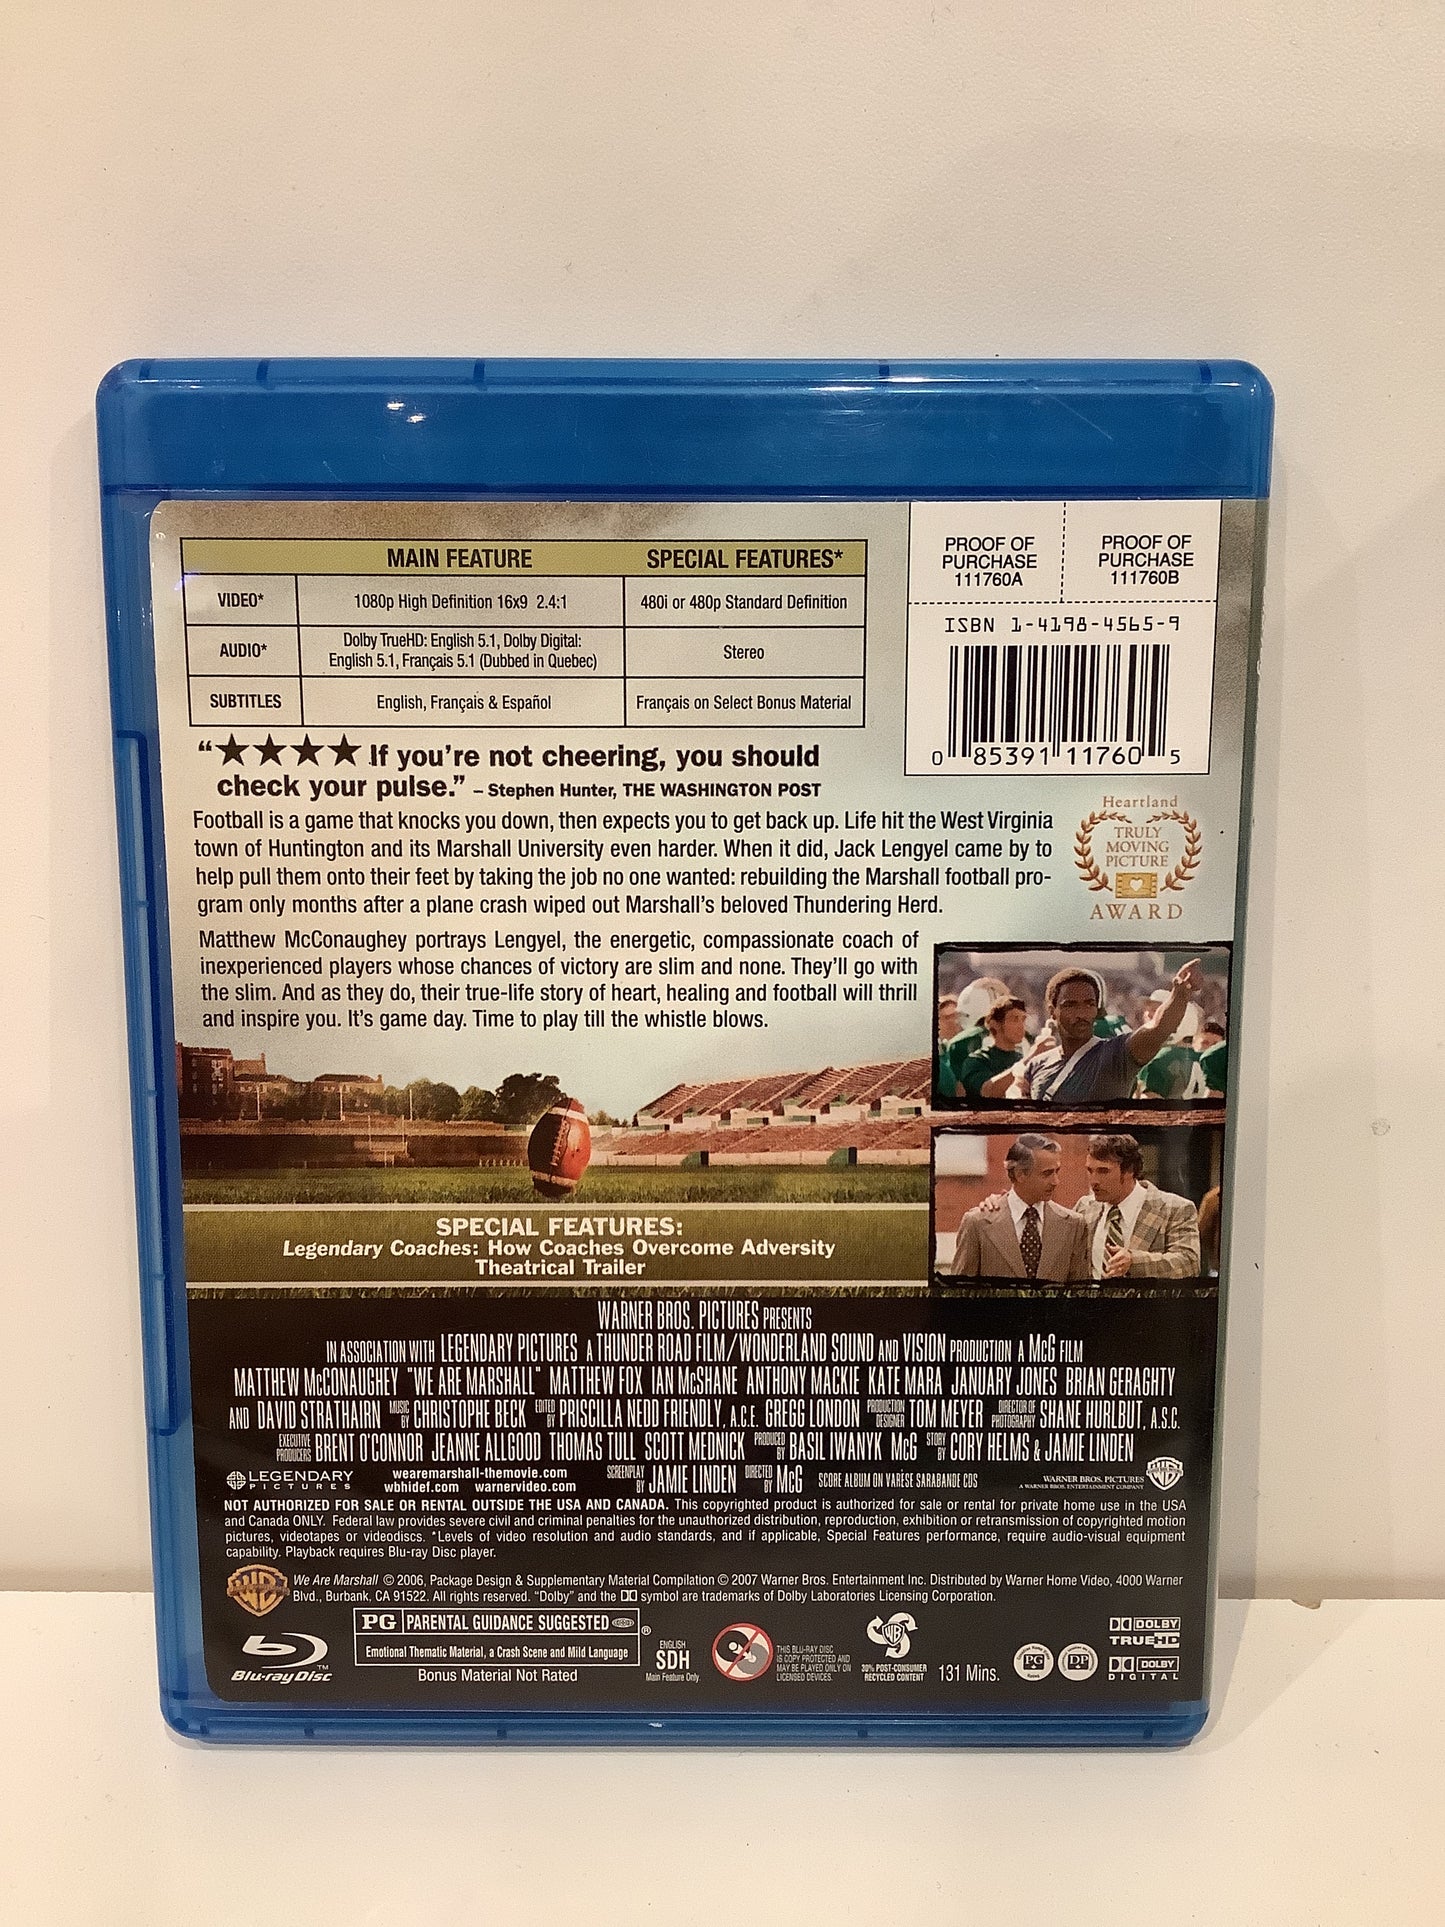 MAIN FEATURE SPECIAL FEATURES*
VIDEO* 1080p High Definition 16x9 2.4:1 480i or 480p Standard Definition
AUDIO* Dolby TrueHD: English 5.1, Dolby Digital:
English 5.1, Français 5.1 (Dubbed in Quebec) Stereo
SUBTITLES English, Français & Español Français on Select Bonus Material
PROOF OF
PURCHASE
111760A
PROOF OF
PURCHASE
111760B
ISBN 1-4198-4565-9
0 85391 11760 5
“★★★★ If you’re not cheering, you should
check your pulse.” – Stephen Hunter, THE WASHINGTON POST
Football is a game that knocks you down, then expects you to get back up. Life hit the West Virginia
town of Huntington and its Marshall University even harder. When it did, Jack Lengyel came by to
help pull them onto their feet by taking the job no one wanted: rebuilding the Marshall football pro-
gram only months after a plane crash wiped out Marshall’s beloved Thundering Herd.
Heartland
TRULY
MOVING
PICTURE
AWARD
Matthew McConaughey portrays Lengyel, the energetic, compassionate coach of
inexperienced players whose chances of victory are slim and none. They’ll go with
the slim. And as they do, their true-life story of heart, healing and football will thrill
and inspire you. It’s game day. Time to play till the whistle blows.
SPECIAL FEATURES:
Legendary Coaches: How Coaches Overcome Adversity
Theatrical Trailer
WARNER BROS. PICTURES PRESENTS
IN ASSOCIATION WITH LEGENDARY PICTURES A THUNDER ROAD FILM/WONDERLAND SOUND AND VISION PRODUCTION A McG FILM
MATTHEW McCONAUGHEY "WE ARE MARSHALL" MATTHEW FOX IAN McSHANE ANTHONY MACKIE KATE MARA JANUARY JONES BRIAN GERAGHTY
AND DAVID STRATHAIRN MUSIC BY CHRISTOPHE BECK EDITED BY PRISCILLA NEDD FRIENDLY, A.C.E. GREGG LONDON PRODUCTION DESIGNER TOM MEYER DIRECTOR OF PHOTOGRAPHY SHANE HURLBUT, A.S.C.
EXECUTIVE PRODUCERS BRENT O'CONNOR JEANNE ALLGOOD THOMAS TULL SCOTT MEDNICK PRODUCED BY BASIL IWANYK McG STORY BY CORY HELMS & JAMIE LINDEN
LEGENDARY
PICTURES
wearemarshall-themovie.com
wbhidef.com warnervideo.com
SCREENPLAY BY JAMIE LINDEN DIRECTED BY McG SCORE ALBUM ON VARÈSE SARABANDE CDS
WARNER BROS. PICTURES
A WARNER BROS. ENTERTAINMENT COMPANY
NOT AUTHORIZED FOR SALE OR RENTAL OUTSIDE THE USA AND CANADA. This copyrighted product is authorized for sale or rental for private home use in the USA
and Canada ONLY. Federal law provides severe civil and criminal penalties for the unauthorized distribution, reproduction, exhibition or retransmission of copyrighted motion
pictures, videotapes or videodiscs. *Levels of video resolution and audio standards, and if applicable, Special Features performance, require audio-visual equipment
capability. Playback requires Blu-ray Disc player.
We Are Marshall © 2006, Package Design & Supplementary Material Compilation © 2007 Warner Bros. Entertainment Inc. Distributed by Warner Home Video, 4000 Warner
Blvd., Burbank, CA 91522. All rights reserved. “Dolby” and the DD symbol are trademarks of Dolby Laboratories Licensing Corporation.
Blu-ray Disc™
PG PARENTAL GUIDANCE SUGGESTED ®
Emotional Thematic Material, a Crash Scene and Mild Language
Bonus Material Not Rated
ENGLISH
SDH
Main Feature Only
THIS BLU-RAY DISC
IS COPY PROTECTED AND
MAY BE PLAYED ONLY ON
LICENSED DEVICES.
WB
30% POST-CONSUMER
RECYCLED CONTENT
131 Mins.
PG
DP
DOLBY
TRUEHD
DOLBY
DIGITAL